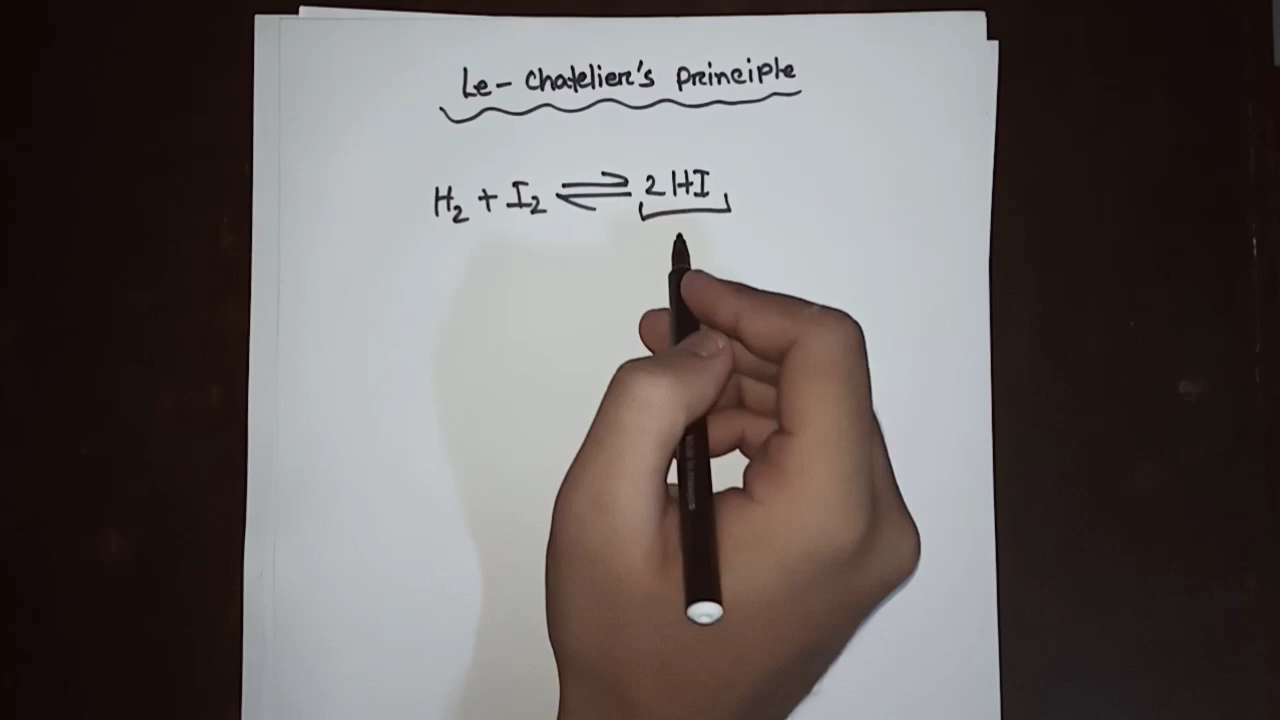 Le-Chatelier's Principle
H₂ + I₂ ⇌ 2HI